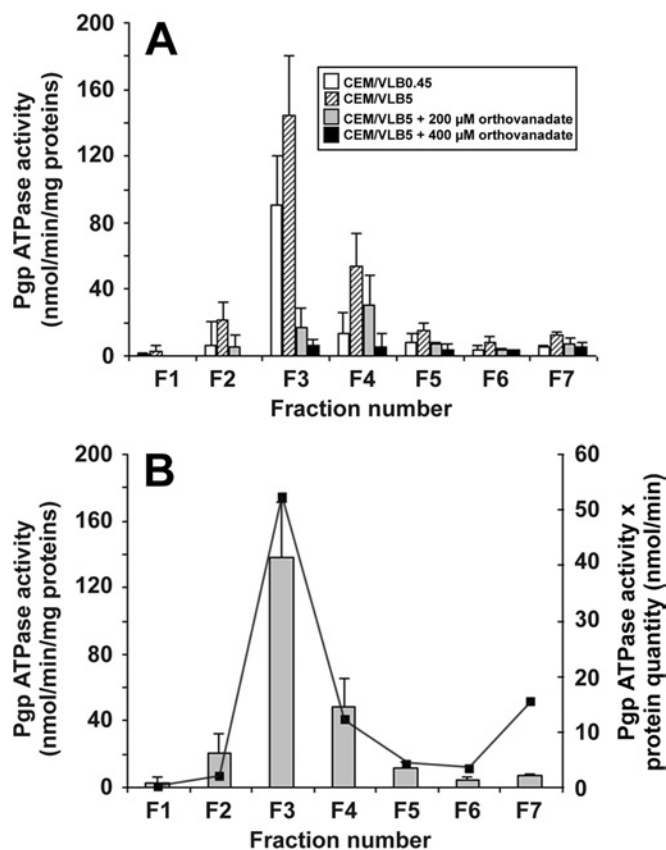 A
Pgp ATPase activity
(nmol/min/mg proteins)
200
160
120
80
40
0
CEM/VLB0.45
CEM/VLB5
CEM/VLB5 + 200 µM orthovanadate
CEM/VLB5 + 400 µM orthovanadate
F1 F2 F3 F4 F5 F6 F7
Fraction number
B
Pgp ATPase activity
(nmol/min/mg proteins)
200
160
120
80
40
0
60
50
40
30
20
10
0
Pgp ATPase activity x
protein quantity (nmol/min)
F1 F2 F3 F4 F5 F6 F7
Fraction number